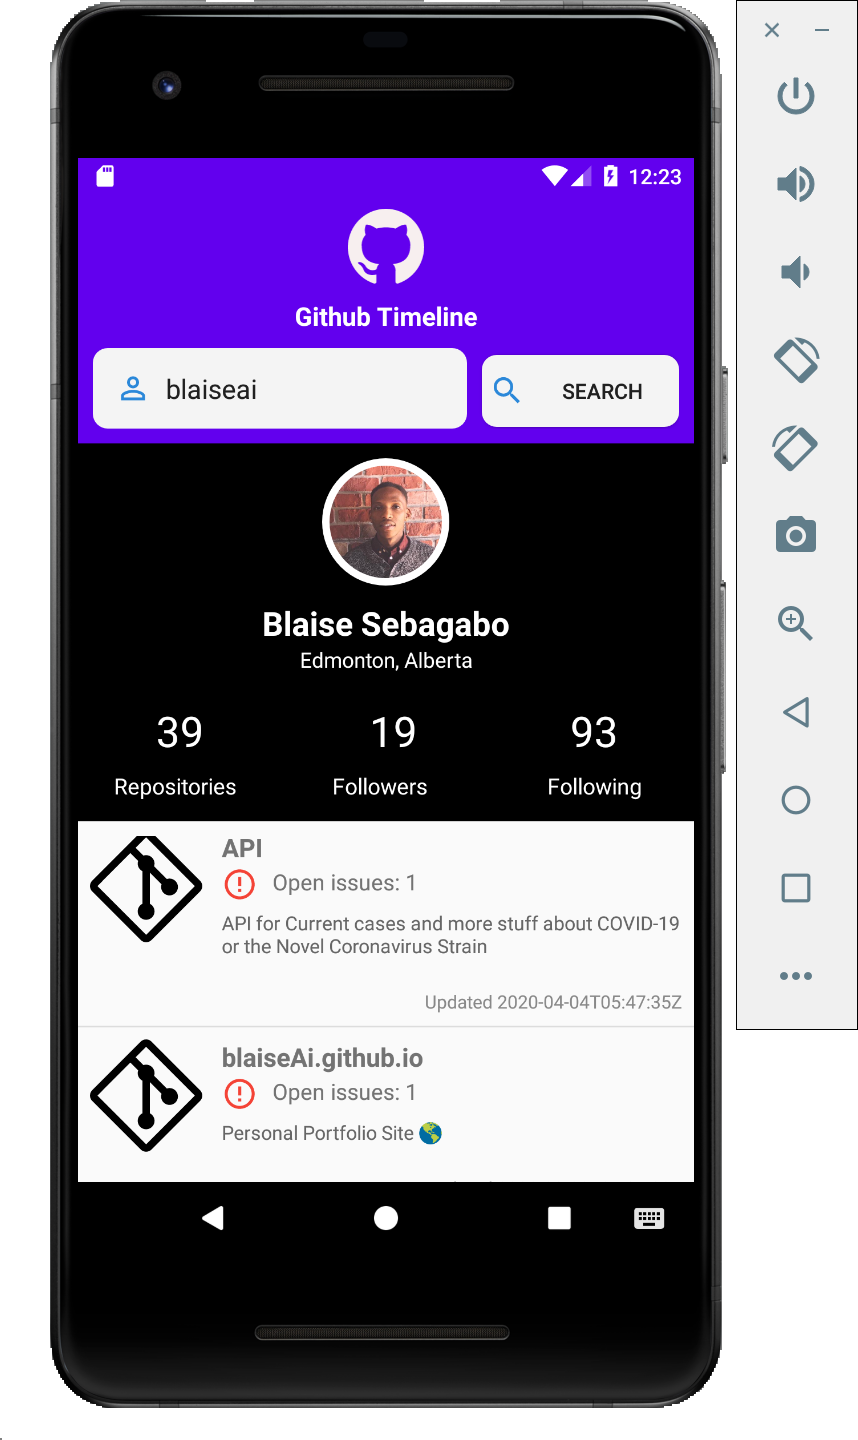 12:23
Github Timeline
blaiseai
SEARCH
Blaise Sebagabo
Edmonton, Alberta
39 19 93
Repositories Followers Following
API
Open issues: 1
API for Current cases and more stuff about COVID-19
or the Novel Coronavirus Strain
Updated 2020-04-04T05:47:35Z
blaiseAi.github.io
Open issues: 1
Personal Portfolio Site 🌎